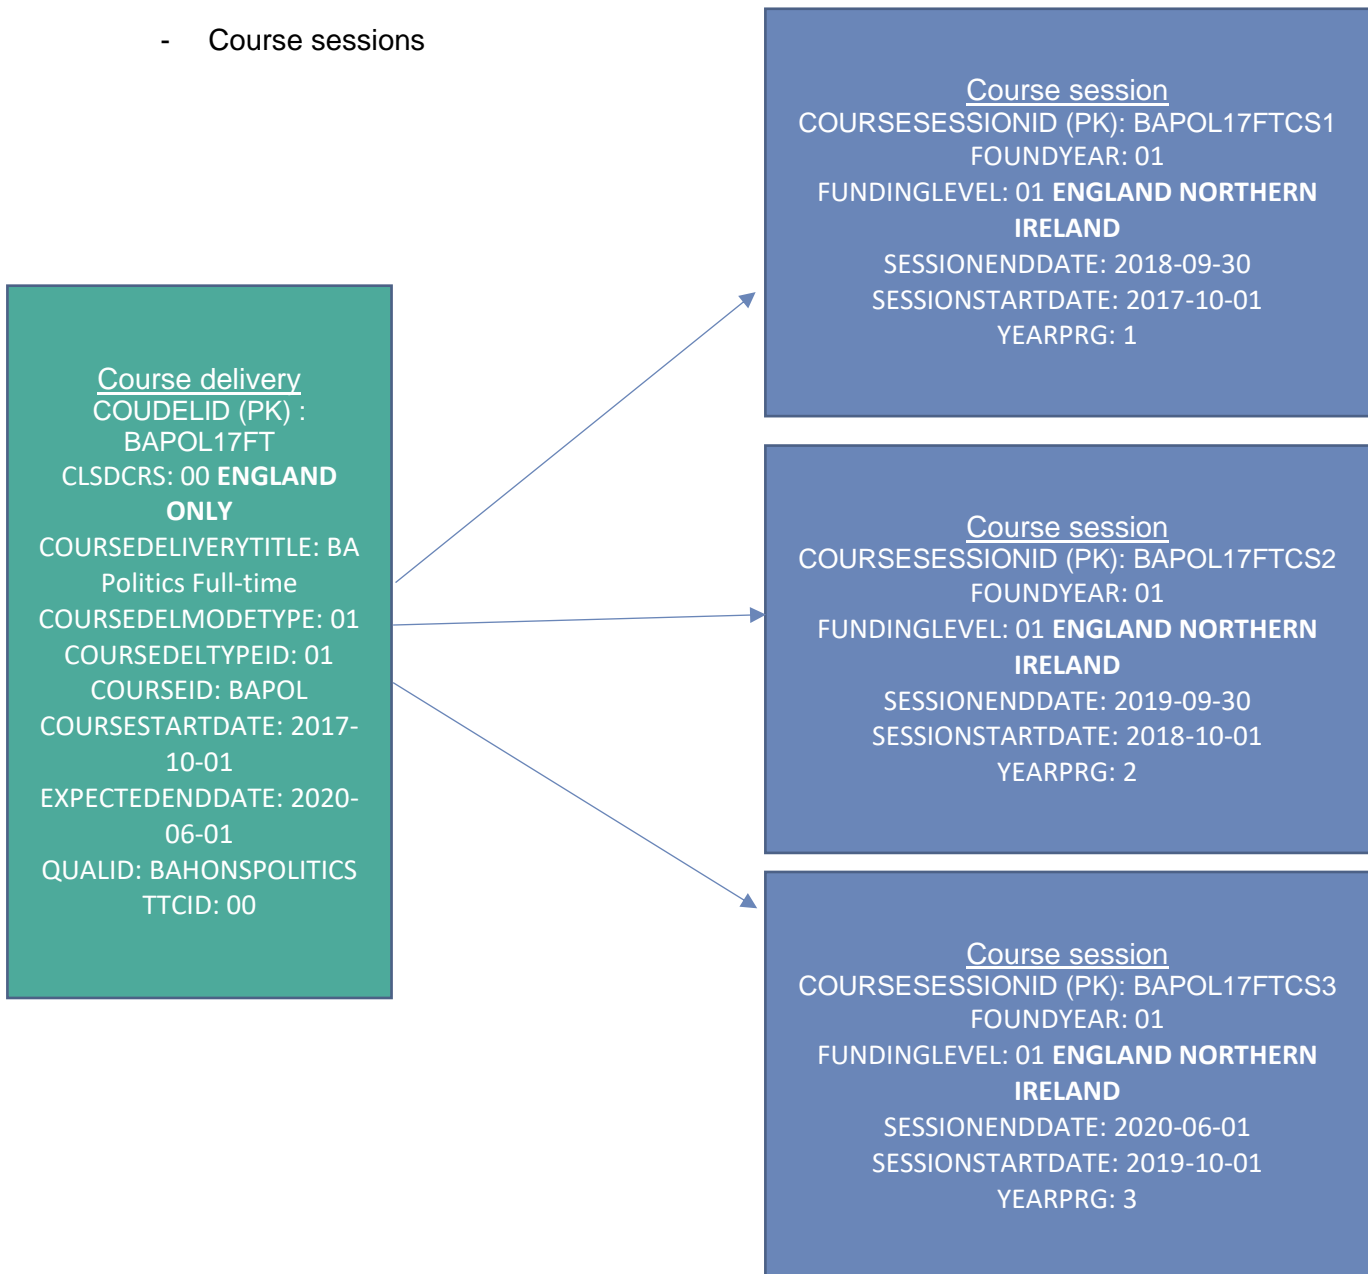 - Course sessions
Course delivery
COUDELID (PK) :
BAPOL17FT
CLSDCRS: 00 ENGLAND
ONLY
COURSEDELIVERYTITLE: BA
Politics Full-time
COURSEDELMODETYPE: 01
COURSEDELTYPEID: 01
COURSEID: BAPOL
COURSESTARTDATE: 2017-
10-01
EXPECTEDENDDATE: 2020-
06-01
QUALID: BAHONSPOLITICS
TTCID: 00
Course session
COURSESESSIONID (PK): BAPOL17FTCS1
FOUNDYEAR: 01
FUNDINGLEVEL: 01 ENGLAND NORTHERN
IRELAND
SESSIONENDDATE: 2018-09-30
SESSIONSTARTDATE: 2017-10-01
YEARPRG: 1
Course session
COURSESESSIONID (PK): BAPOL17FTCS2
FOUNDYEAR: 01
FUNDINGLEVEL: 01 ENGLAND NORTHERN
IRELAND
SESSIONENDDATE: 2019-09-30
SESSIONSTARTDATE: 2018-10-01
YEARPRG: 2
Course session
COURSESESSIONID (PK): BAPOL17FTCS3
FOUNDYEAR: 01
FUNDINGLEVEL: 01 ENGLAND NORTHERN
IRELAND
SESSIONENDDATE: 2020-06-01
SESSIONSTARTDATE: 2019-10-01
YEARPRG: 3